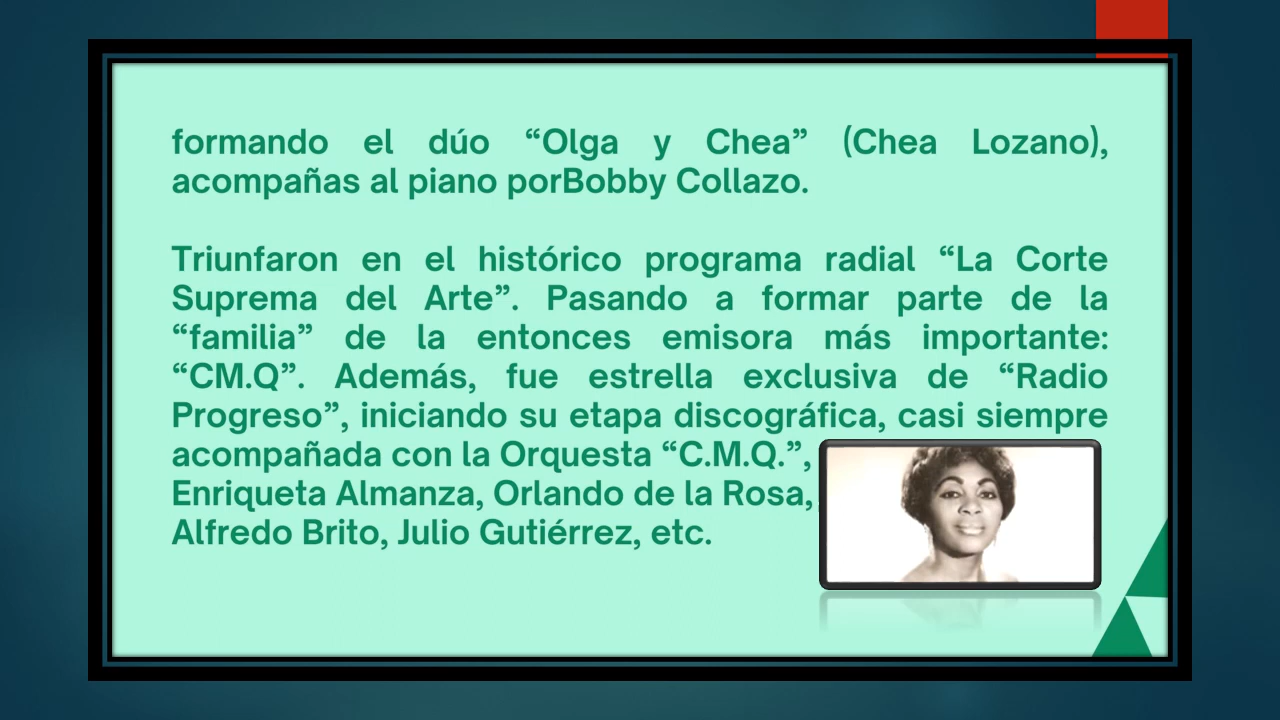 formando el dúo “Olga y Chea” (Chea Lozano),
acompañas al piano porBobby Collazo.
Triunfaron en el histórico programa radial “La Corte
Suprema del Arte”. Pasando a formar parte de la
“familia” de la entonces emisora más importante:
“CM.Q”. Además, fue estrella exclusiva de “Radio
Progreso”, iniciando su etapa discográfica, casi siempre
acompañada con la Orquesta “C.M.Q.”,
Enriqueta Almanza, Orlando de la Rosa,
Alfredo Brito, Julio Gutiérrez, etc.